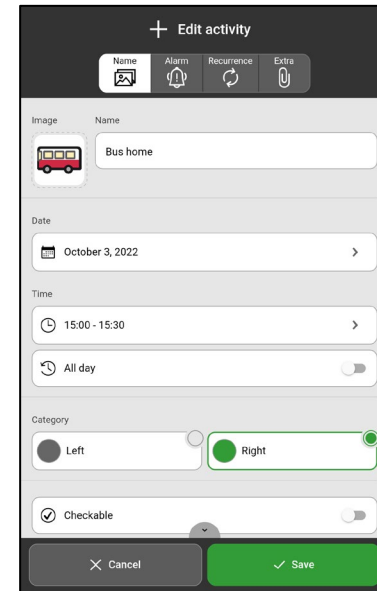 Edit activity
Name Alarm Recurrence Extra
Image Name
Bus home
Date
October 3, 2022
Time
15:00 - 15:30
All day
Category
Left Right
Checkable
Cancel Save